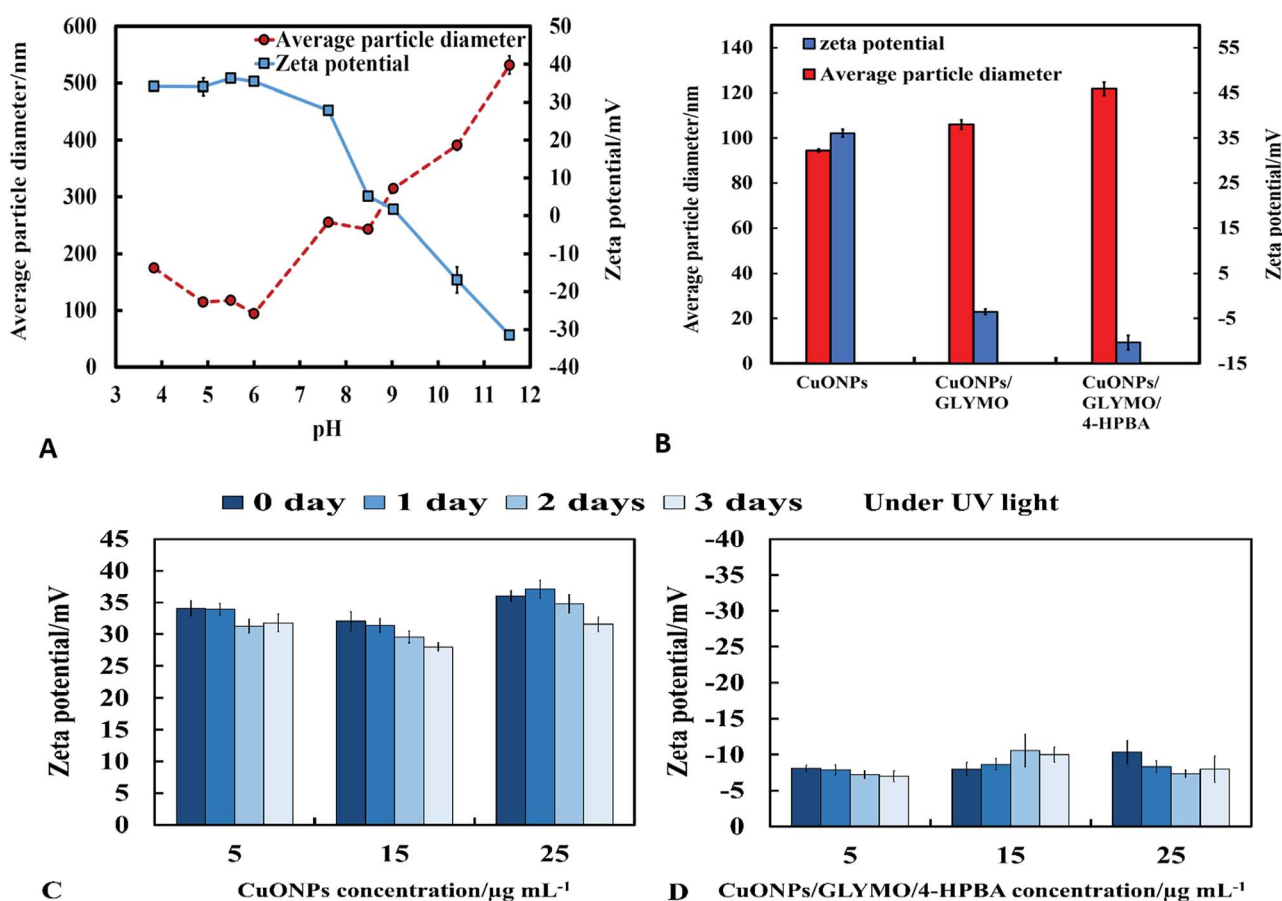 Average particle diameter/nm
600
500
400
300
200
100
0
Average particle diameter
Zeta potential
50
40
30
20
10
0
-10
-20
-30
-40
Zeta potential/mV
3 4 5 6 7 8 9 10 11 12
pH
A
Average particle diameter/nm
140
120
100
80
60
40
20
0
zeta potential
Average particle diameter
55
45
35
25
15
5
-5
-15
Zeta potential/mV
CuONPs
CuONPs/
GLYMO
CuONPs/
GLYMO/
4-HPBA
B
0 day 1 day 2 days 3 days Under UV light
Zeta potential/mV
45
40
35
30
25
20
15
10
5
0
5 15 25
C CuONPs concentration/µg mL⁻¹
Zeta potential/mV
-40
-35
-30
-25
-20
-15
-10
-5
-0
5 15 25
D CuONPs/GLYMO/4-HPBA concentration/µg mL⁻¹